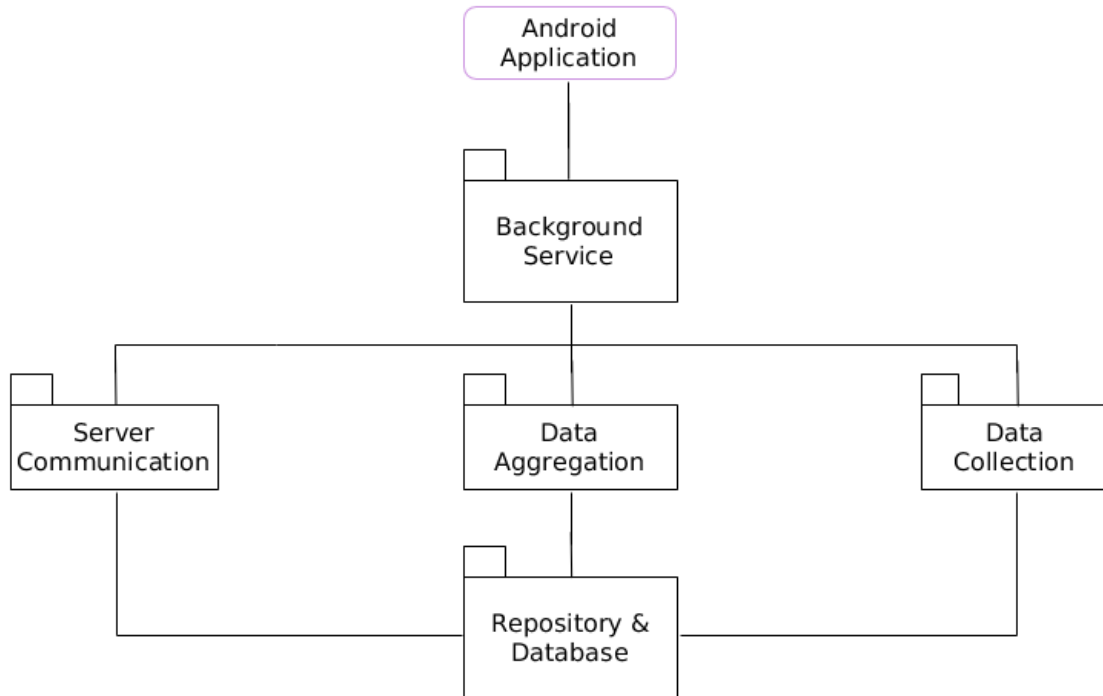 Android
Application
Background
Service
Server
Communication
Data
Aggregation
Data
Collection
Repository &
Database